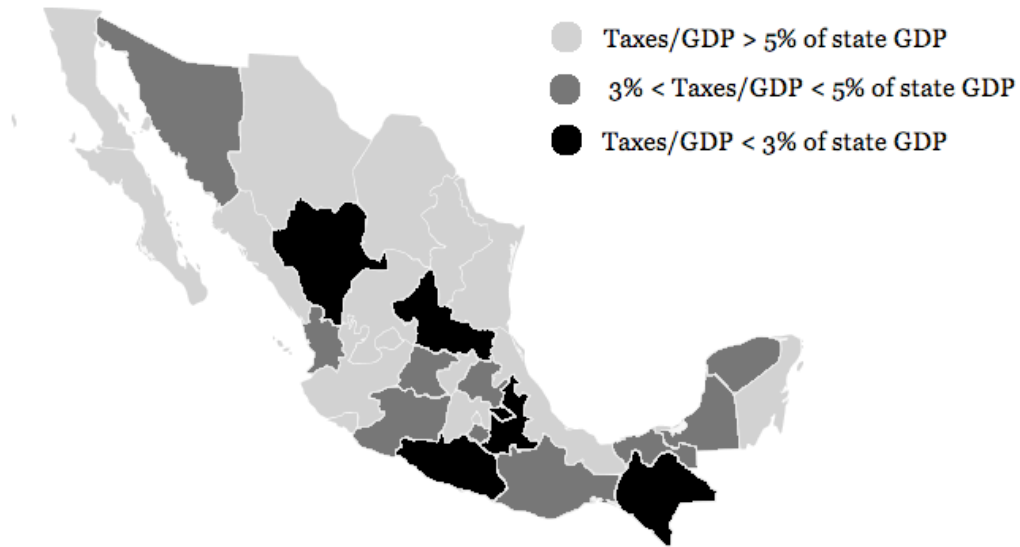 Taxes/GDP > 5% of state GDP
3% < Taxes/GDP < 5% of state GDP
Taxes/GDP < 3% of state GDP